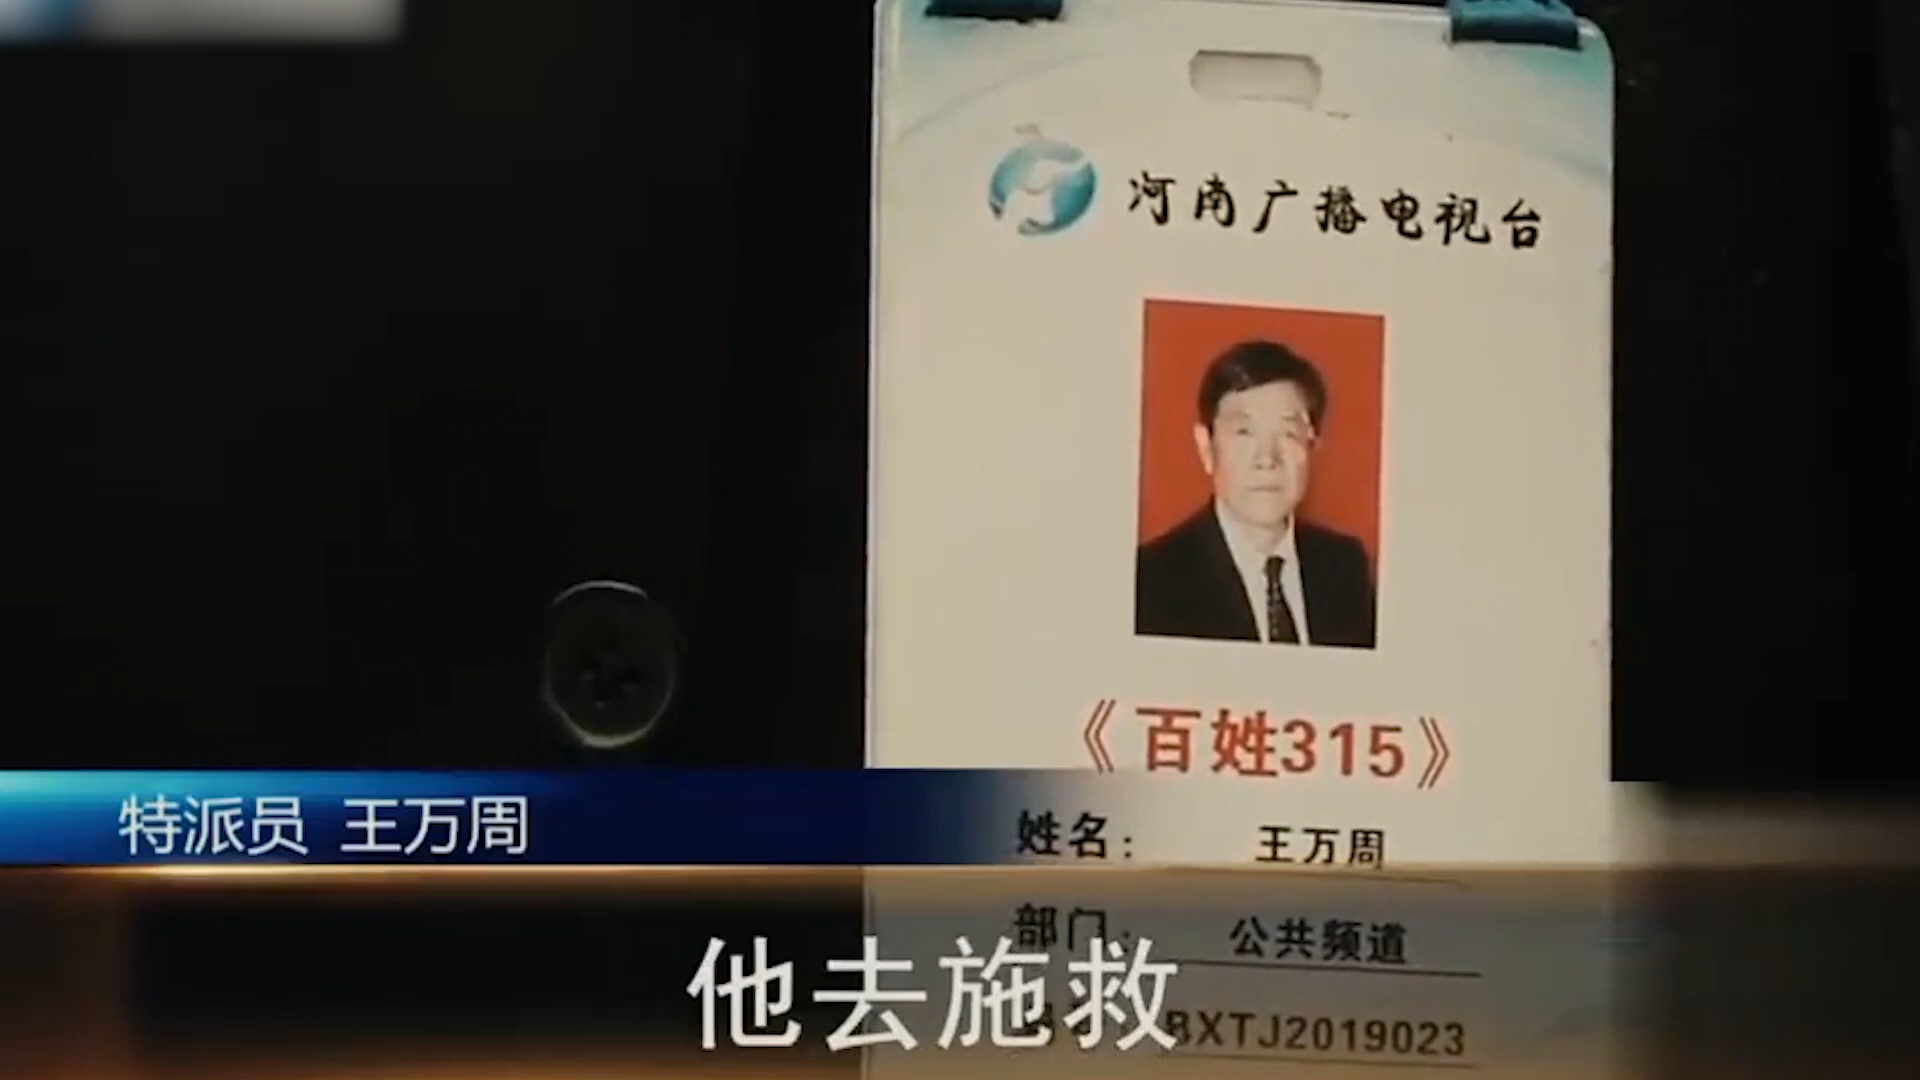 河南广播电视台
《百姓315》
特派员 王万周
姓名： 王万周
部门： 公共频道
他去施救
BXTJ2019023